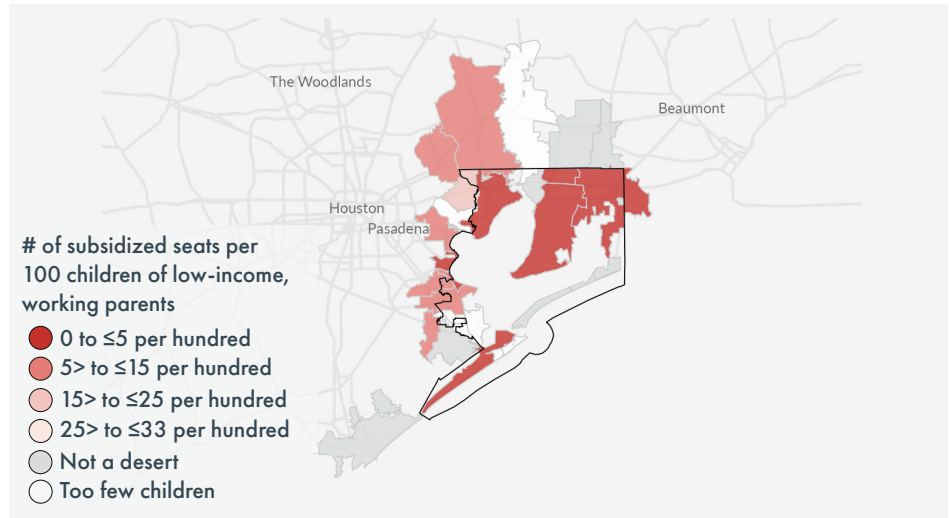 The Woodlands
Beaumont
Houston
Pasadena
# of subsidized seats per
100 children of low-income,
working parents
0 to ≤5 per hundred
5> to ≤15 per hundred
15> to ≤25 per hundred
25> to ≤33 per hundred
Not a desert
Too few children